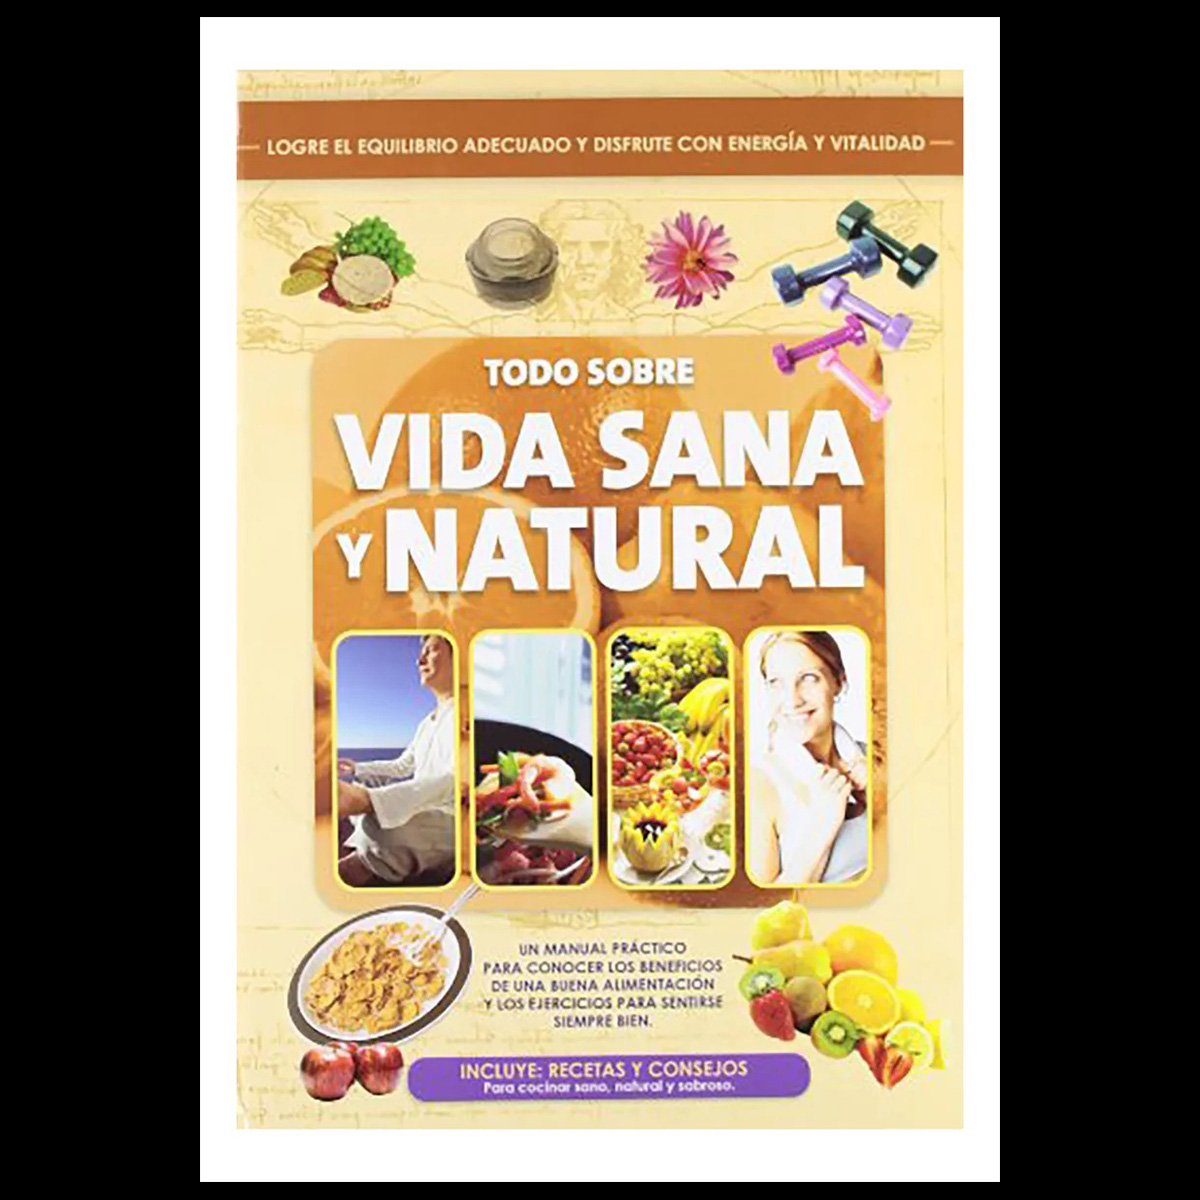 LOGRE EL EQUILIBRIO ADECUADO Y DISFRUTE CON ENERGÍA Y VITALIDAD
TODO SOBRE
VIDA SANA
Y NATURAL
UN MANUAL PRÁCTICO
PARA CONOCER LOS BENEFICIOS
DE UNA BUENA ALIMENTACIÓN
Y LOS EJERCICIOS PARA SENTIRSE
SIEMPRE BIEN.
INCLUYE: RECETAS Y CONSEJOS
Para cocinar sano, natural y sabroso.